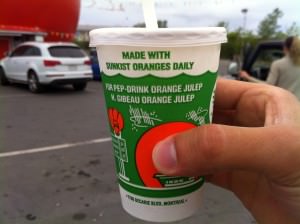 MADE WITH
SUNKIST ORANGES DAILY
FOR PEP-DRINK ORANGE JULEP
H. GIBEAU ORANGE JULEP
DECARIE BLVD, MONTREAL